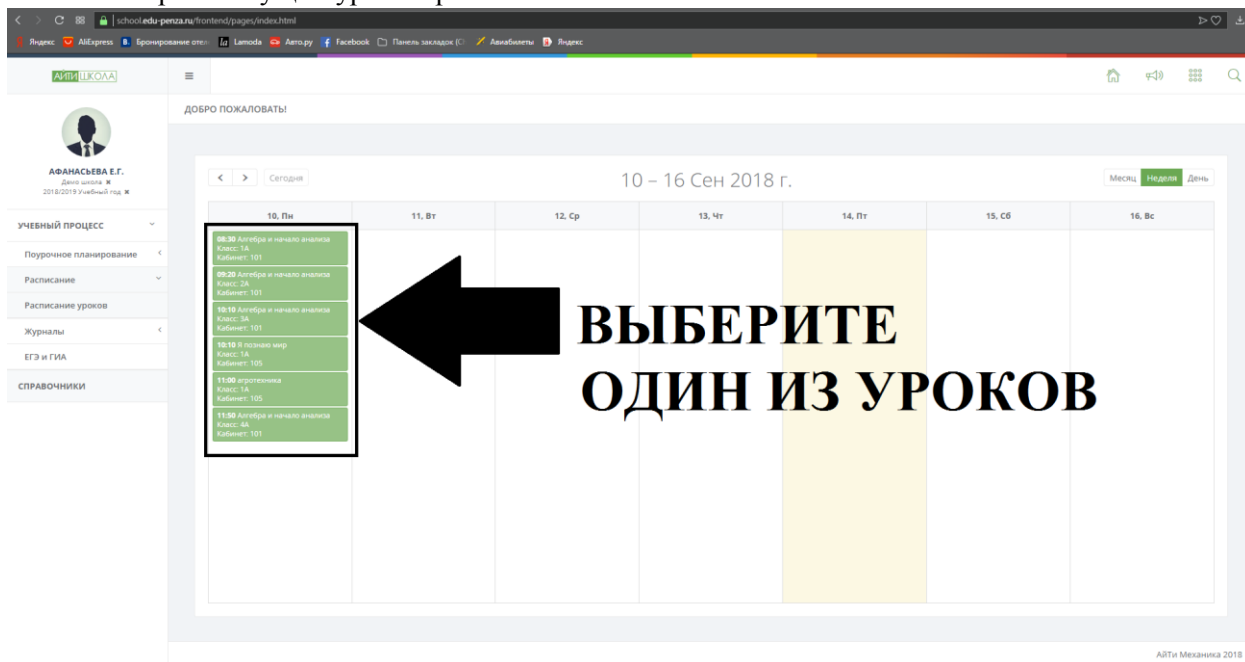 school.edu-penza.ru/frontend/pages/index.html
Яндекс AliExpress Бронирование отел Lamoda Авто.ру Facebook Панель закладок (О Авиабилеты Яндекс
АЙТИ ШКОЛА
ДОБРО ПОЖАЛОВАТЬ!
АФАНАСЬЕВА Е.Г.
Демо школа ✖
2018/2019 Учебный год ✖
УЧЕБНЫЙ ПРОЦЕСС
Поурочное планирование
Расписание
Расписание уроков
Журналы
ЕГЭ и ГИА
СПРАВОЧНИКИ
Сегодня
10 – 16 Сен 2018 г.
Месяц Неделя День
10, Пн 11, Вт 12, Ср 13, Чт 14, Пт 15, Сб 16, Вс
08:30 Алгебра и начало анализа
Класс: 1А
Кабинет: 101
09:20 Алгебра и начало анализа
Класс: 2А
Кабинет: 101
10:10 Алгебра и начало анализа
Класс: 3А
Кабинет: 101
10:10 Я познаю мир
Класс: 1А
Кабинет: 105
11:00 агротехника
Класс: 1А
Кабинет: 105
11:50 Алгебра и начало анализа
Класс: 4А
Кабинет: 101
ВЫБЕРИТЕ
ОДИН ИЗ УРОКОВ
АйТи Механика 2018